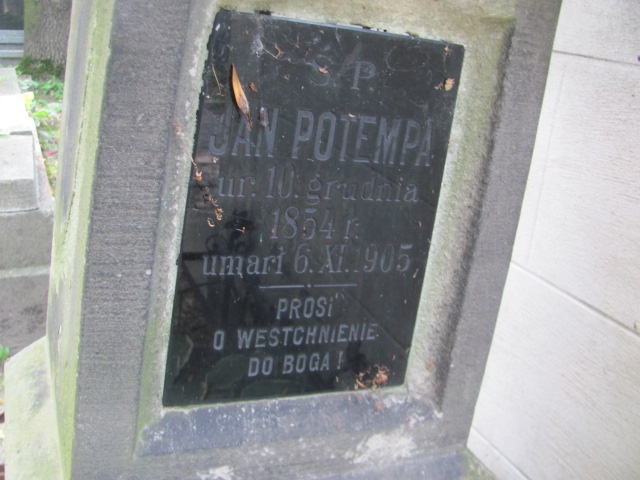 Ś/P
JAN POTEMPA
ur. 10. grudnia
1854 r.
umarł 6. XI. 1905
PROSI
O WESTCHNIENIE
DO BOGA!